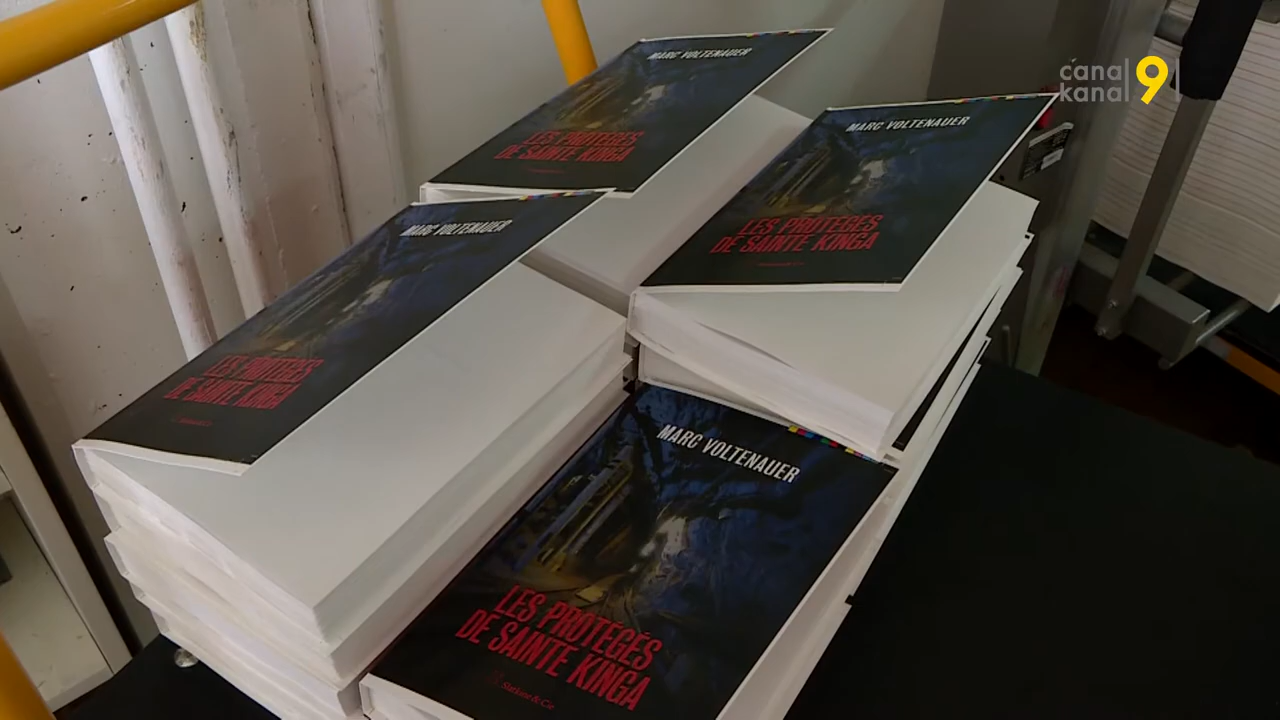 canal 9
kanal
MARC VOLTENAUER
LES PROTÉGÉS
DE SAINTE KINGA
MARC VOLTENAUER
LES PROTÉGÉS
DE SAINTE KINGA
MARC VOLTENAUER
LES PROTÉGÉS
DE SAINTE KINGA
MARC VOLTENAUER
LES PROTÉGÉS
DE SAINTE KINGA
Slatkine & Cie